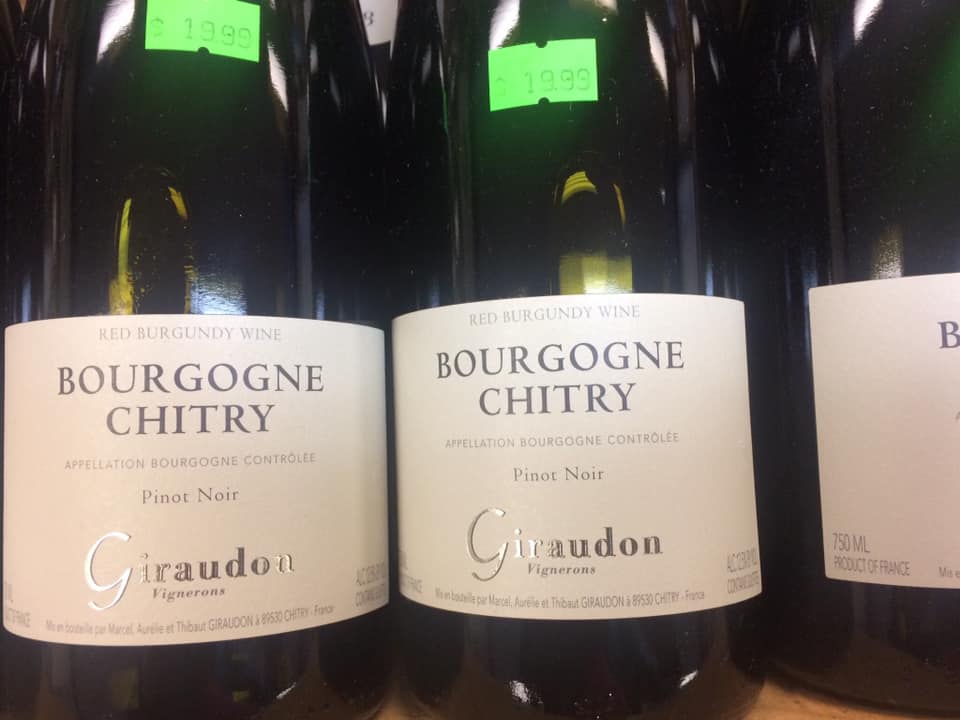 ¢ 19.99
RED BURGUNDY WINE
BOURGOGNE
CHITRY
APPELLATION BOURGOGNE CONTRÔLÉE
Pinot Noir
Giraudon
Vignerons
Mis en bouteille par Marcel, Aurélie et Thibaut GIRAUDON à 89530 CHITRY - France
¢ 19.99
RED BURGUNDY WINE
BOURGOGNE
CHITRY
APPELLATION BOURGOGNE CONTRÔLÉE
Pinot Noir
Giraudon
Vignerons
Mis en bouteille par Marcel, Aurélie et Thibaut GIRAUDON à 89530 CHITRY - France
B
750 ML
PRODUCT OF FRANCE
Mis e